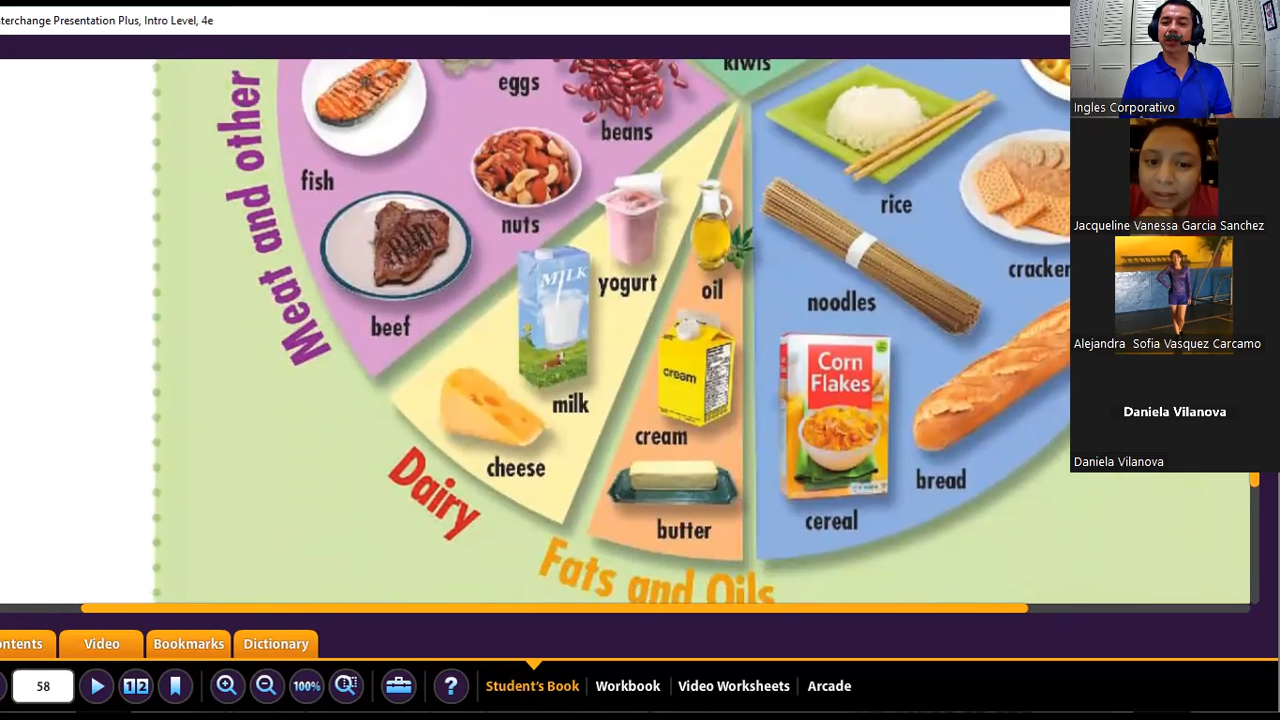 nterchange Presentation Plus, Intro Level, 4e
kiwis
eggs
beans
fish
nuts
beef
Meat and other
MILK
yogurt
milk
cheese
Dairy
oil
cream
cream
butter
Fats and Oils
rice
noodles
cracker
Corn
Flakes
cereal
bread
Ingles Corporativo
Jacqueline Vanessa Garcia Sanchez
Alejandra Sofia Vasquez Carcamo
Daniela Vilanova
Daniela Vilanova
ontents
Video
Bookmarks
Dictionary
58
1 2
100%
?
Student's Book
Workbook
Video Worksheets
Arcade